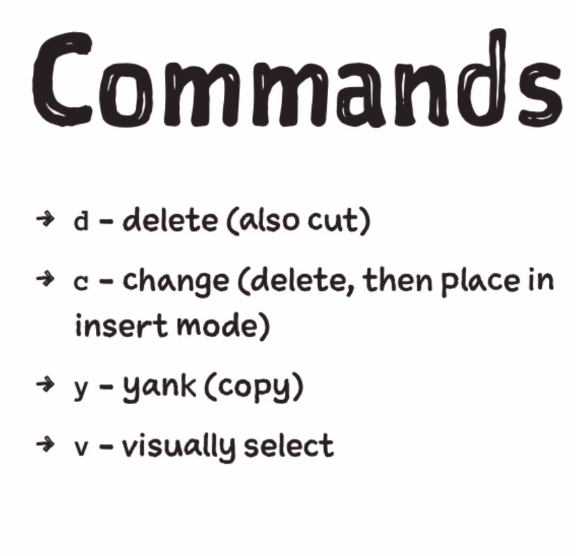 Commands
→ d – delete (also cut)
→ c – change (delete, then place in
insert mode)
→ y – yank (copy)
→ v – visually select